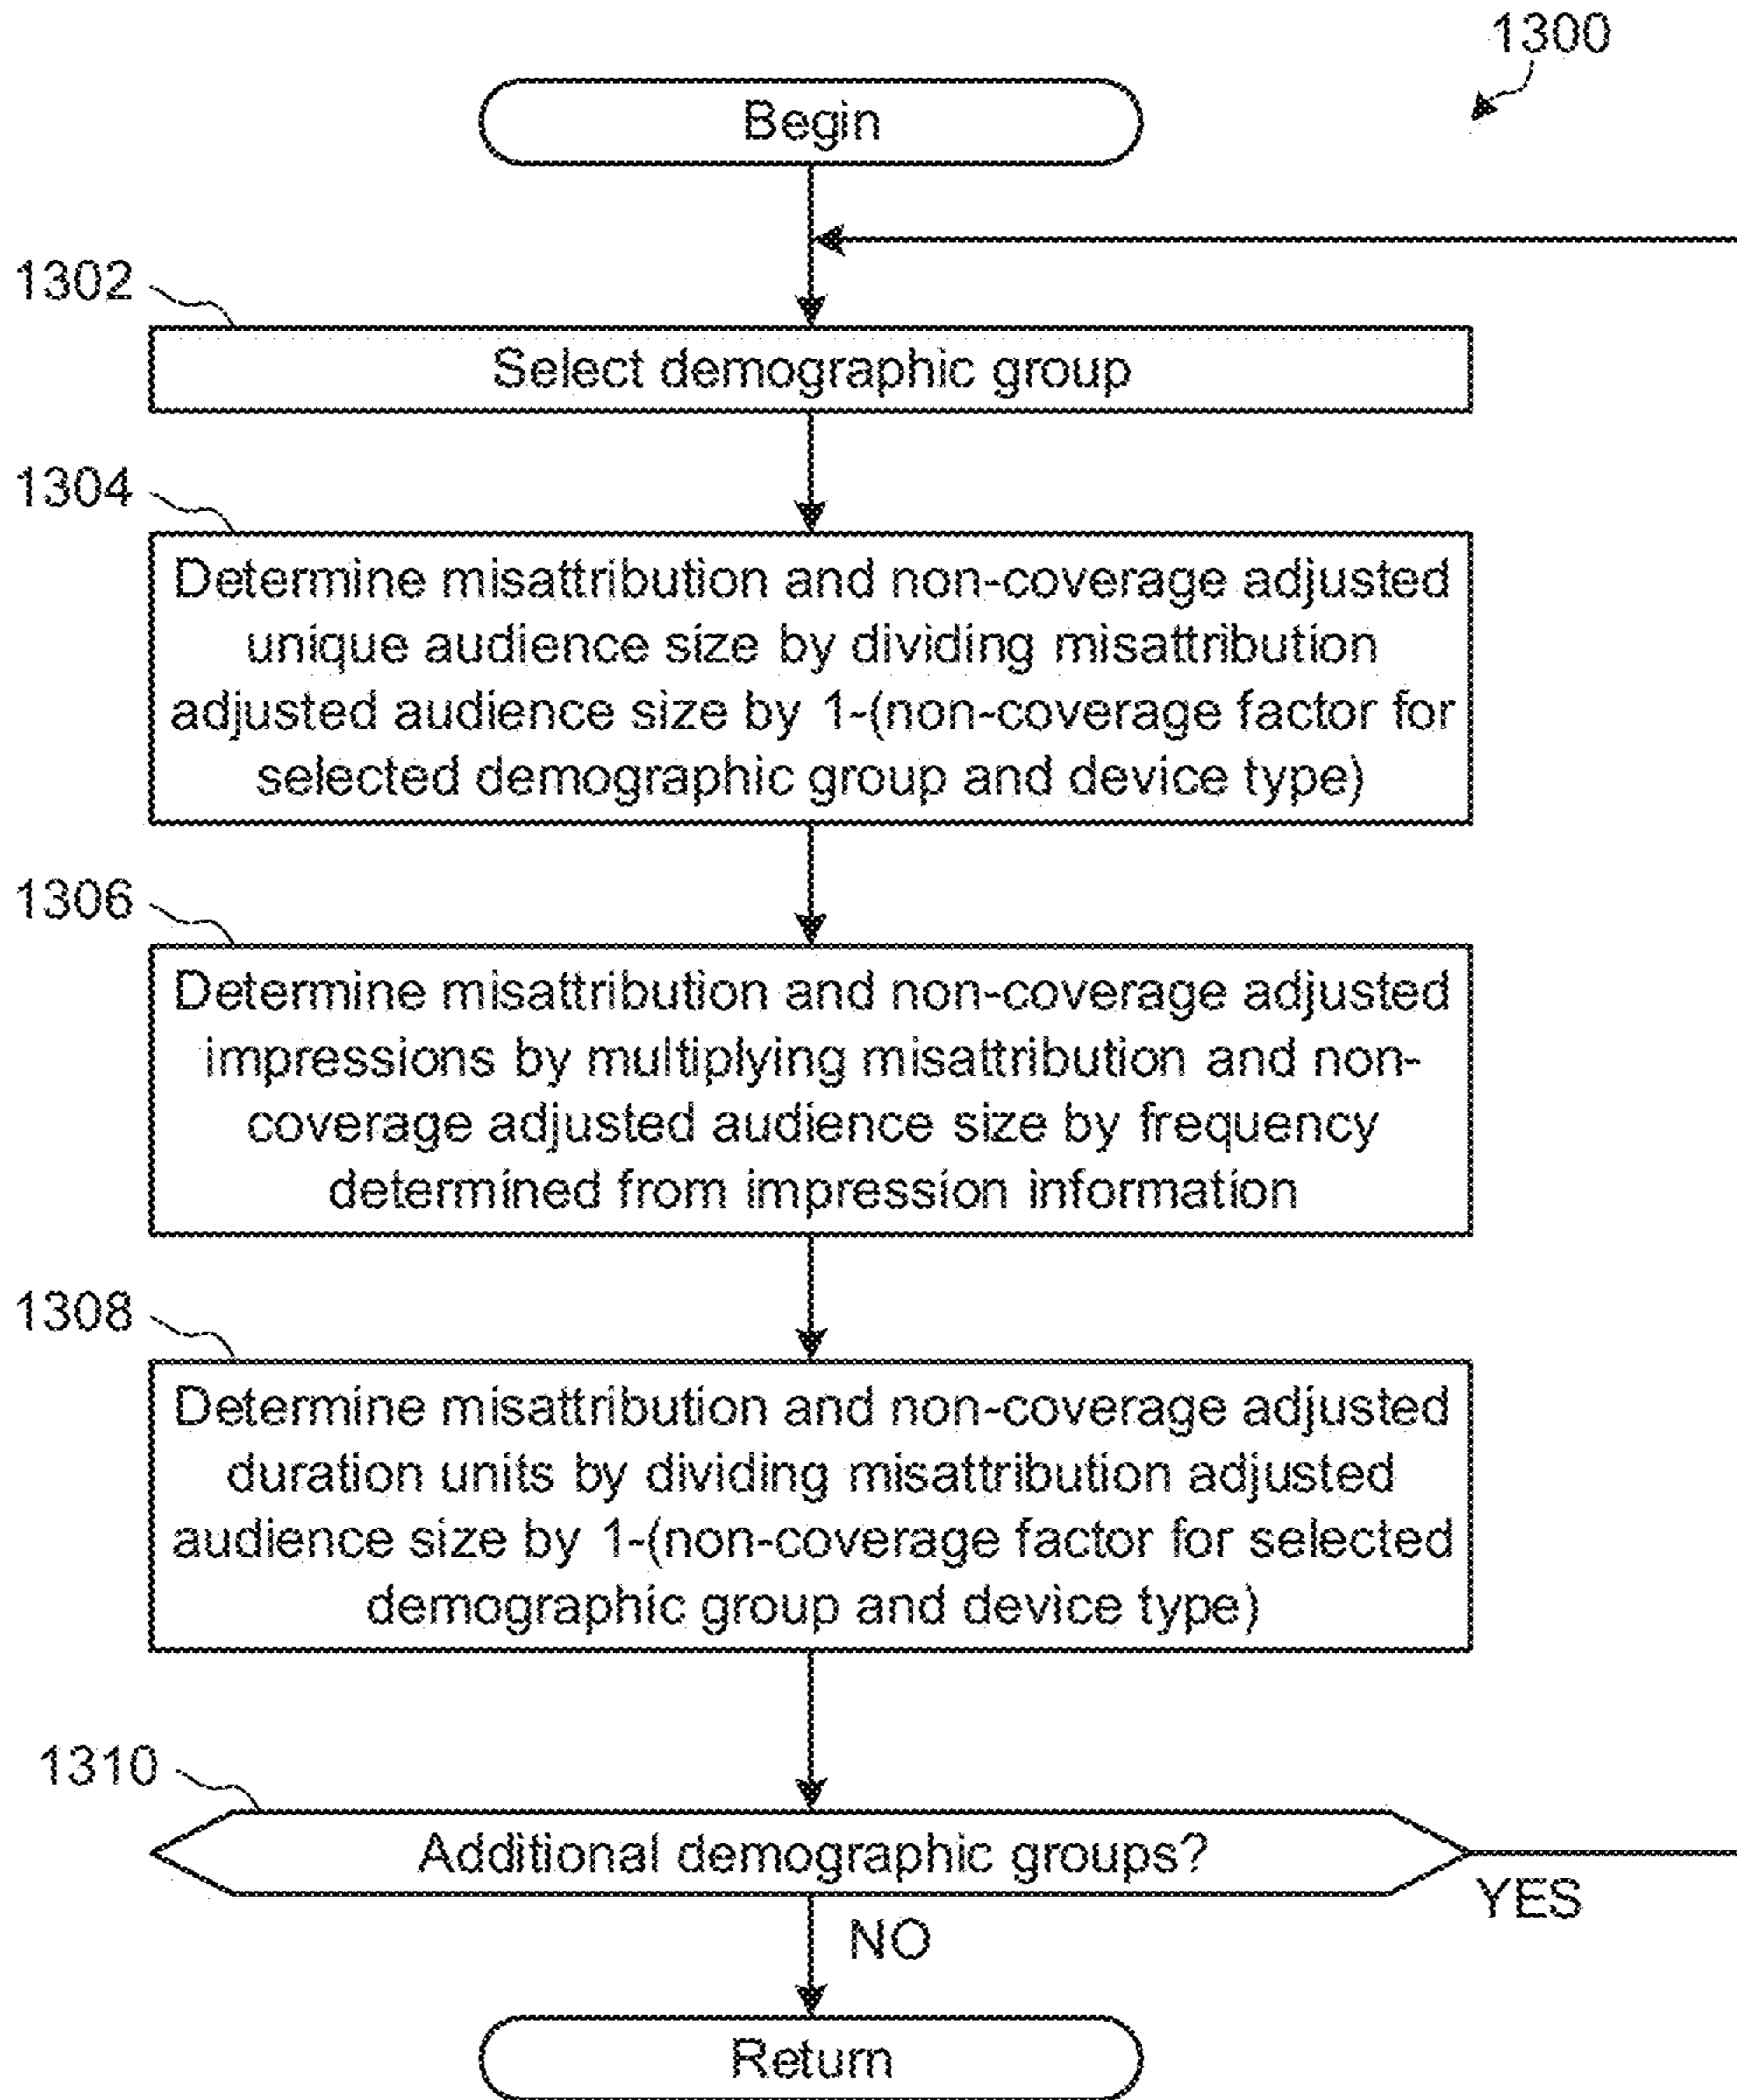 1300
Begin
1302
Select demographic group
1304
Determine misattribution and non-coverage adjusted
unique audience size by dividing misattribution
adjusted audience size by 1-(non-coverage factor for
selected demographic group and device type)
1306
Determine misattribution and non-coverage adjusted
impressions by multiplying misattribution and non-
coverage adjusted audience size by frequency
determined from impression information
1308
Determine misattribution and non-coverage adjusted
duration units by dividing misattribution adjusted
audience size by 1-(non-coverage factor for selected
demographic group and device type)
1310
Additional demographic groups?
YES
NO
Return